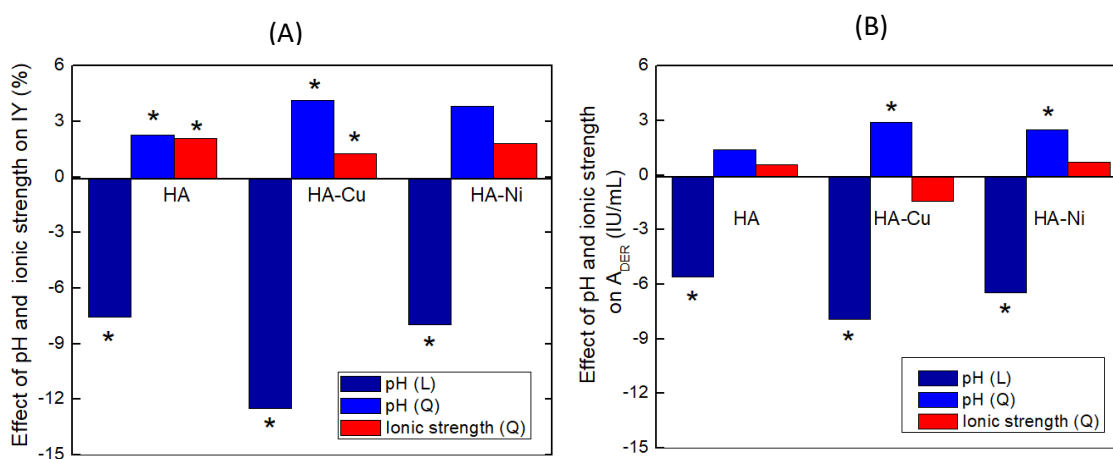 (A)
Effect of pH and ionic strength on IY (%)
6
3
0
-3
-6
-9
-12
-15
*
*
*
*
*
*
*
HA
HA-Cu
HA-Ni
pH (L)
pH (Q)
Ionic strength (Q)
(B)
Effect of pH and ionic strength
on A_DER (IU/mL)
6
3
0
-3
-6
-9
-12
-15
*
*
*
*
*
HA
HA-Cu
HA-Ni
pH (L)
pH (Q)
Ionic strength (Q)